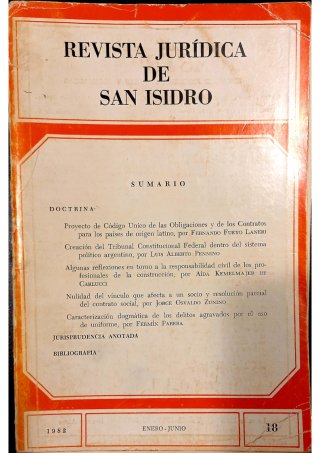 REVISTA JURÍDICA
DE
SAN ISIDRO
SUMARIO
DOCTRINA:
Proyecto de Código Unico de las Obligaciones y de los Contratos
para los países de origen latino, por FERNANDO FUEYO LANERI
Creación del Tribunal Constitucional Federal dentro del sistema
político argentino, por LUIS ALBERTO PENNINO
Algunas reflexiones en torno a la responsabilidad civil de los pro-
fesionales de la construcción, por AÍDA KEMELMAJER DE
CARLUCCI
Nulidad del vínculo que afecta a un socio y resolución parcial
del contrato social, por JORGE OSVALDO ZUNINO
Caracterización dogmática de los delitos agravados por el uso
de uniforme, por FERMÍN PARERA
JURISPRUDENCIA ANOTADA
BIBLIOGRAFIA
1982 ENERO - JUNIO 18